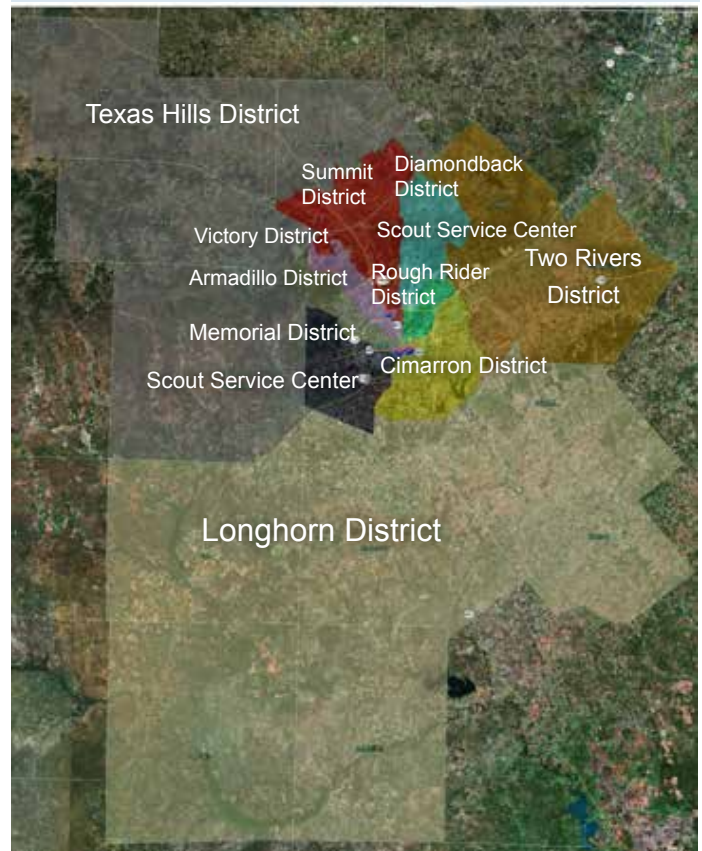 Texas Hills District
Summit
District
Diamondback
District
Victory District
Scout Service Center
Two Rivers
District
Armadillo District
Rough Rider
District
Memorial District
Cimarron District
Scout Service Center
Longhorn District